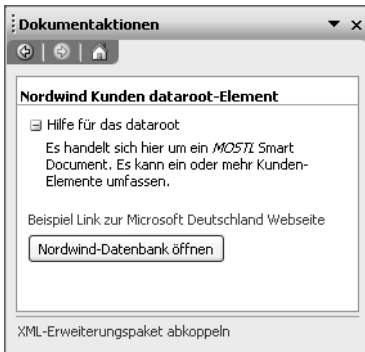 Dokumentaktionen
Nordwind Kunden dataroot-Element
Hilfe für das dataroot
Es handelt sich hier um ein MOSTL Smart
Document. Es kann ein oder mehr Kunden-
Elemente umfassen.
Beispiel Link zur Microsoft Deutschland Webseite
Nordwind-Datenbank öffnen
XML-Erweiterungspaket abkoppeln